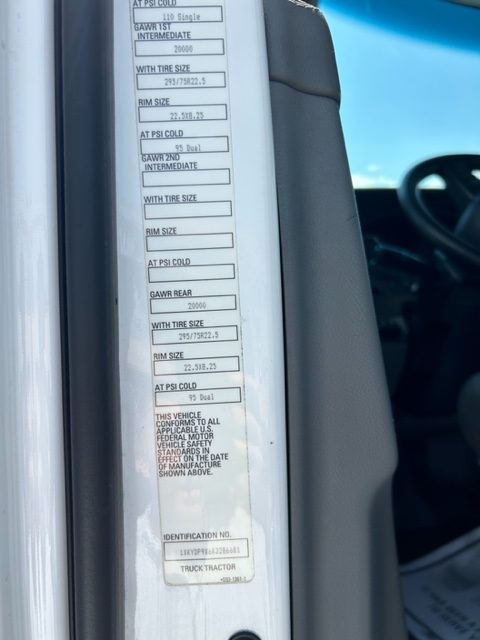 AT PSI COLD
110 Single
GAWR 1ST
INTERMEDIATE
20000
WITH TIRE SIZE
295/75R22.5
RIM SIZE
22.5X8.25
AT PSI COLD
95 Dual
GAWR 2ND
INTERMEDIATE
WITH TIRE SIZE
RIM SIZE
AT PSI COLD
GAWR REAR
20000
WITH TIRE SIZE
295/75R22.5
RIM SIZE
22.5X8.25
AT PSI COLD
95 Dual
THIS VEHICLE
CONFORMS TO ALL
APPLICABLE U.S.
FEDERAL MOTOR
VEHICLE SAFETY
STANDARDS IN
EFFECT ON THE DATE
OF MANUFACTURE
SHOWN ABOVE.
IDENTIFICATION NO.
TRUCK TRACTOR